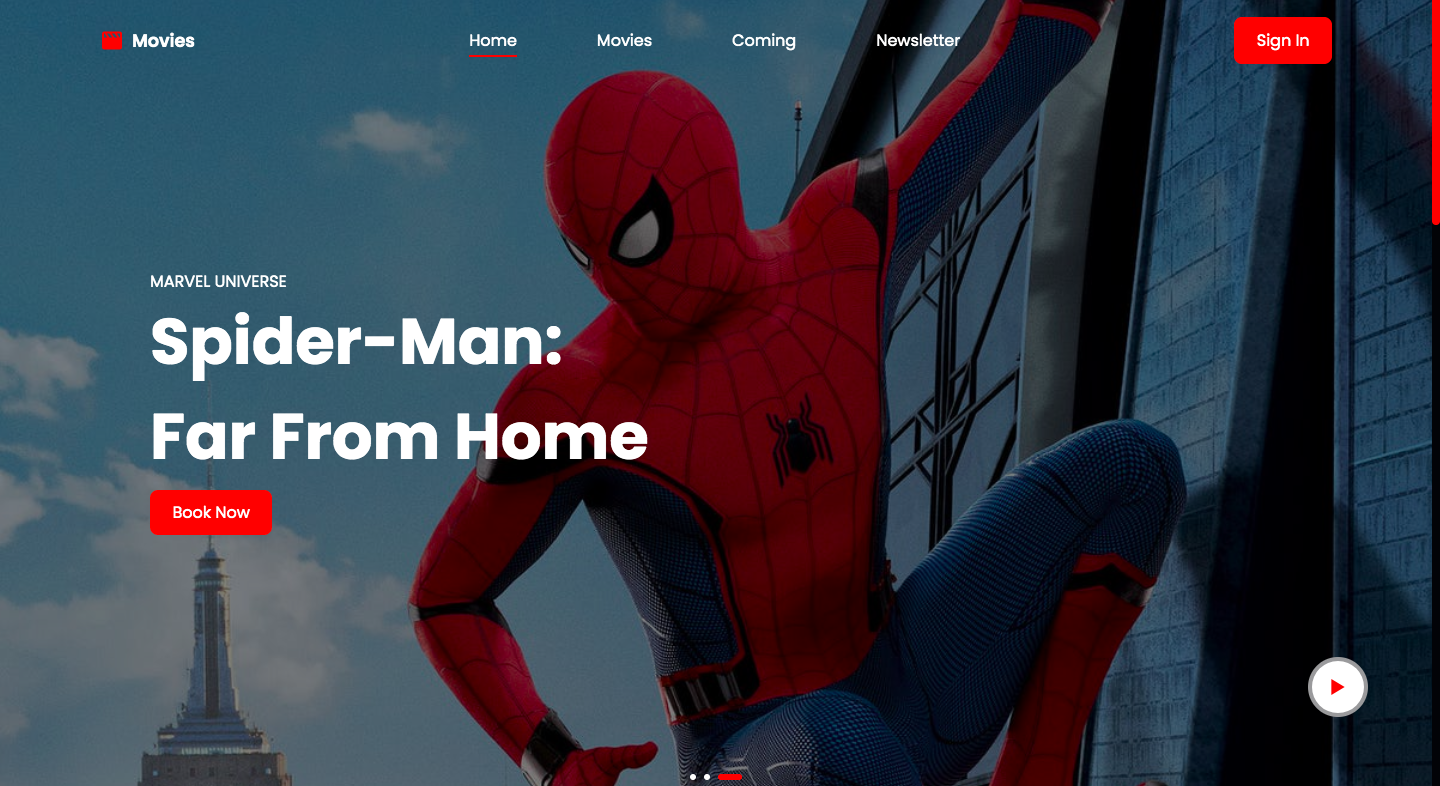 Movies
Home
Movies
Coming
Newsletter
Sign In
MARVEL UNIVERSE
Spider-Man:
Far From Home
Book Now